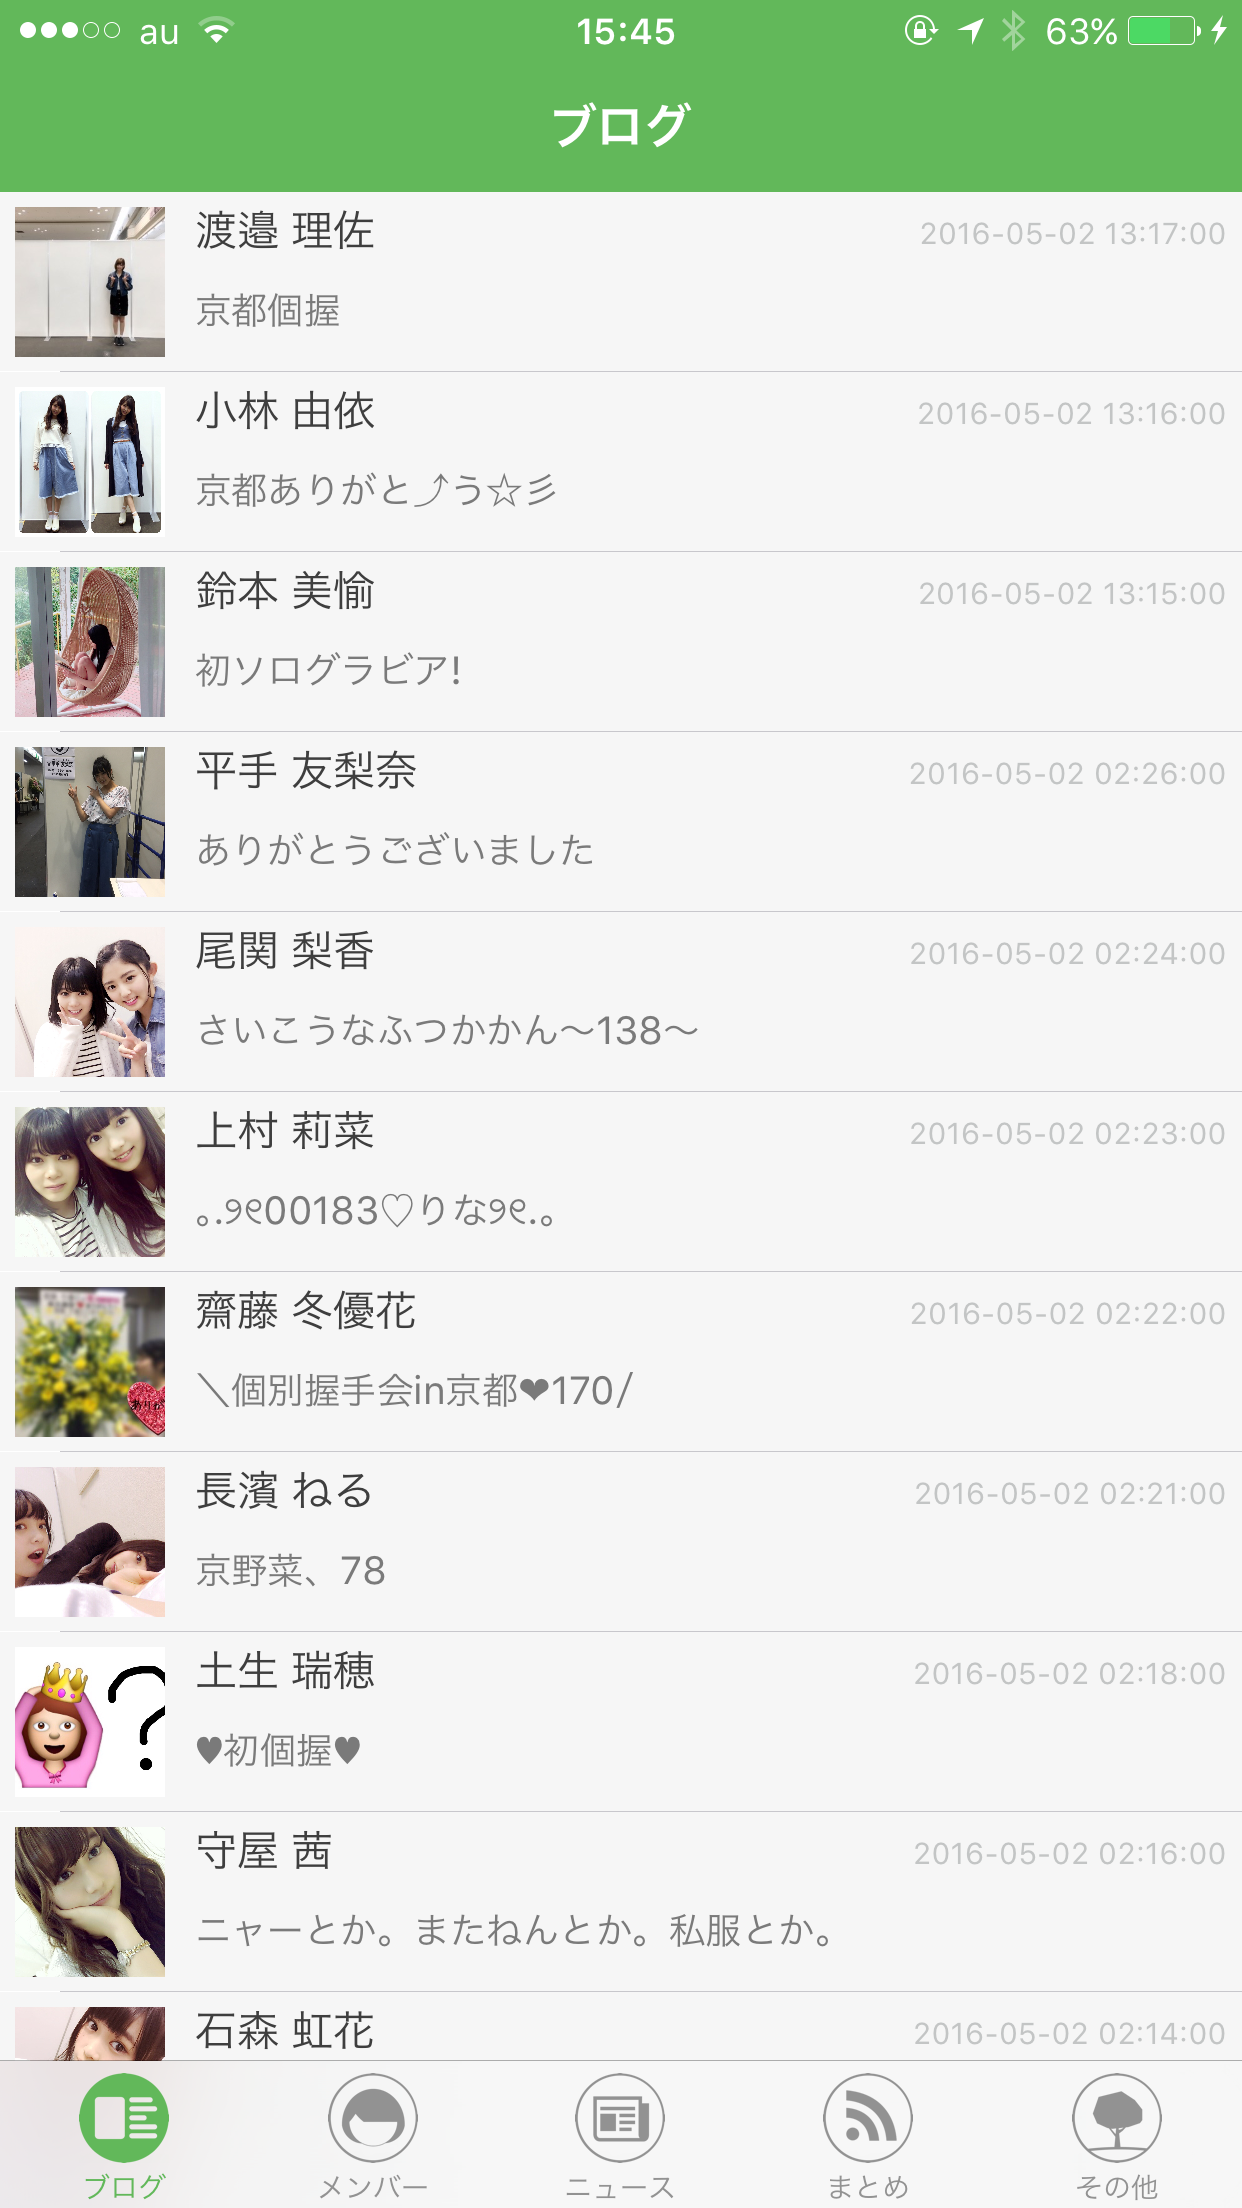 au 15:45 63%
ブログ
渡邉 理佐 2016-05-02 13:17:00
京都個握
小林 由依 2016-05-02 13:16:00
京都ありがと⤴う☆彡
鈴本 美愉 2016-05-02 13:15:00
初ソログラビア!
平手 友梨奈 2016-05-02 02:26:00
ありがとうございました
尾関 梨香 2016-05-02 02:24:00
さいこうなふつかかん〜138〜
上村 莉菜 2016-05-02 02:23:00
｡.୨୧00183♡りな୨୧.｡
齋藤 冬優花 2016-05-02 02:22:00
＼個別握手会in京都❤170/
長濱 ねる 2016-05-02 02:21:00
京野菜、78
土生 瑞穂 2016-05-02 02:18:00
?
♥初個握♥
守屋 茜 2016-05-02 02:16:00
ニャーとか。またねんとか。私服とか。
石森 虹花 2016-05-02 02:14:00
ブログ メンバー ニュース まとめ その他